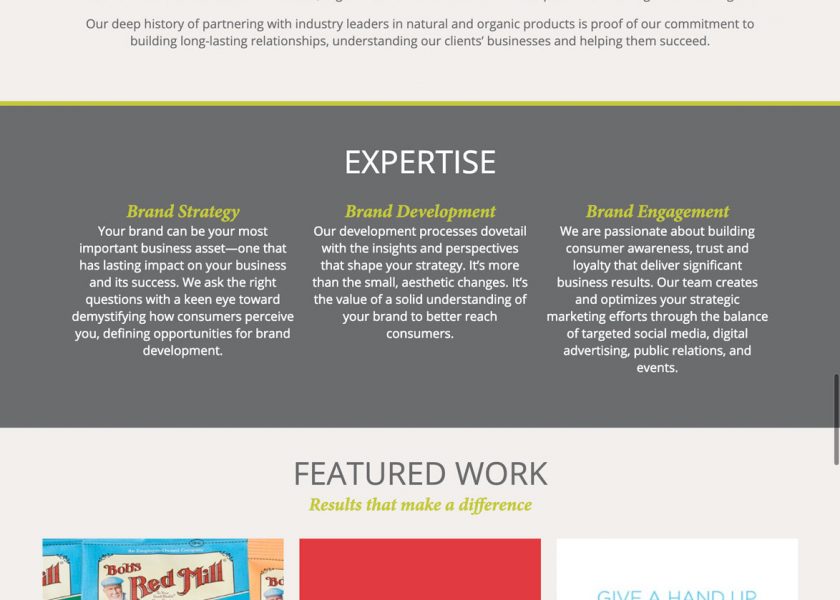 Our deep history of partnering with industry leaders in natural and organic products is proof of our commitment to
building long-lasting relationships, understanding our clients’ businesses and helping them succeed.
EXPERTISE
Brand Strategy
Your brand can be your most
important business asset—one that
has lasting impact on your business
and its success. We ask the right
questions with a keen eye toward
demystifying how consumers perceive
you, defining opportunities for brand
development.
Brand Development
Our development processes dovetail
with the insights and perspectives
that shape your strategy. It’s more
than the small, aesthetic changes. It’s
the value of a solid understanding of
your brand to better reach
consumers.
Brand Engagement
We are passionate about building
consumer awareness, trust and
loyalty that deliver significant
business results. Our team creates
and optimizes your strategic
marketing efforts through the balance
of targeted social media, digital
advertising, public relations, and
events.
FEATURED WORK
Results that make a difference
An Employee-Owned Company
Bob's
Red Mill
ill
Bo
GIVE A HAND UP